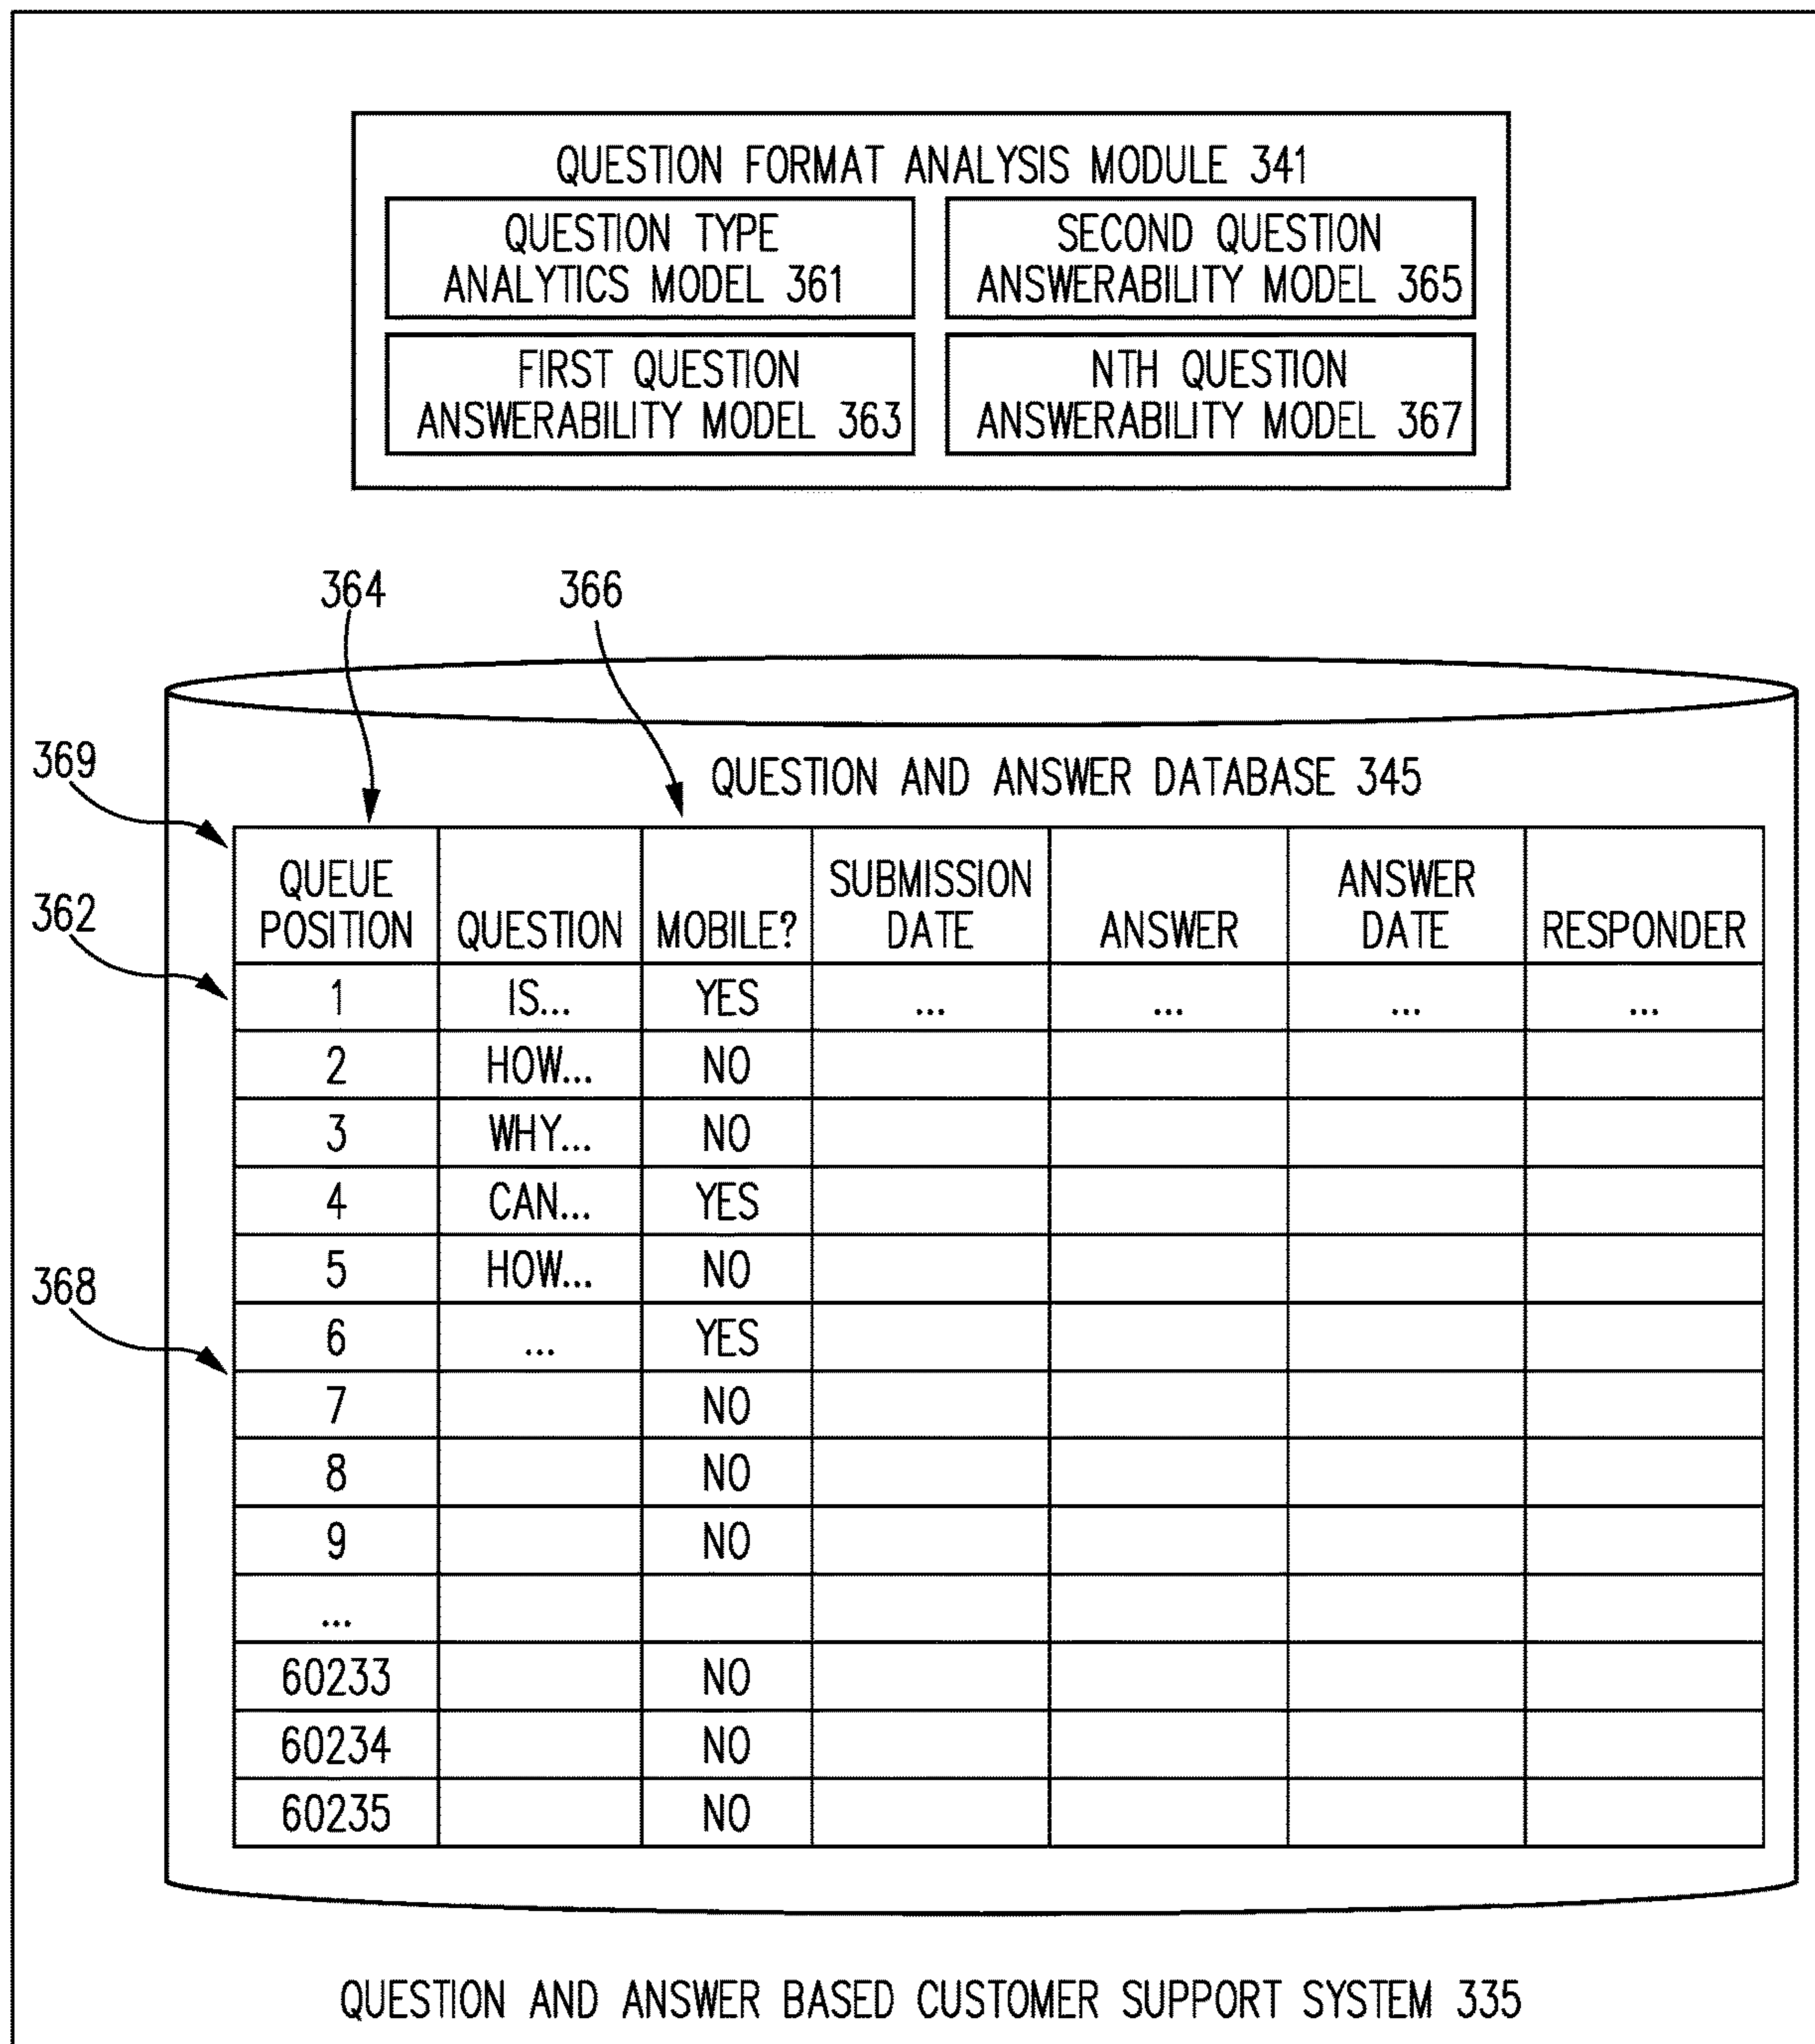 QUESTION FORMAT ANALYSIS MODULE 341
QUESTION TYPE
ANALYTICS MODEL 361
SECOND QUESTION
ANSWERABILITY MODEL 365
FIRST QUESTION
ANSWERABILITY MODEL 363
NTH QUESTION
ANSWERABILITY MODEL 367
364
366
369
QUESTION AND ANSWER DATABASE 345
362
QUEUE
POSITION
QUESTION
MOBILE?
SUBMISSION
DATE
ANSWER
ANSWER
DATE
RESPONDER
1 IS... YES ... ... ... ...
2 HOW... NO
3 WHY... NO
4 CAN... YES
5 HOW... NO
368
6 ... YES
7 NO
8 NO
9 NO
...
60233 NO
60234 NO
60235 NO
QUESTION AND ANSWER BASED CUSTOMER SUPPORT SYSTEM 335